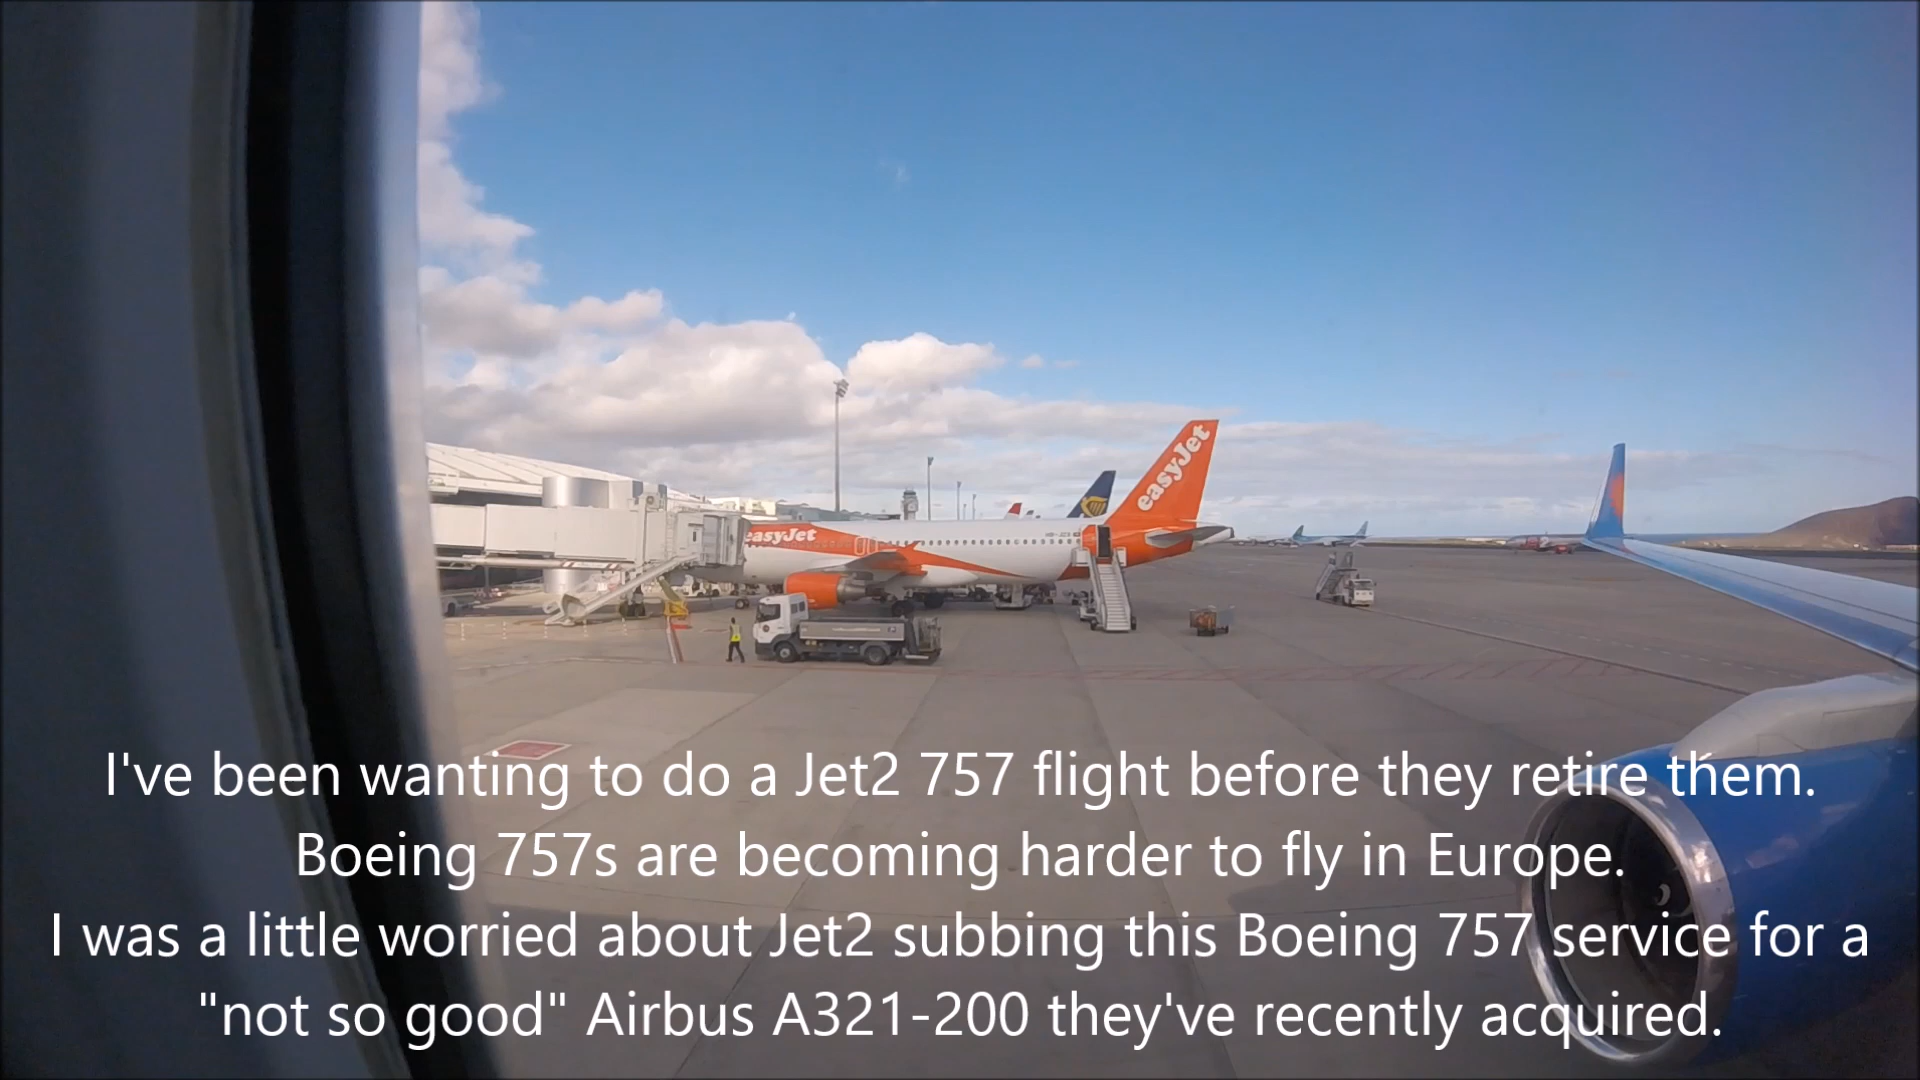 easyJet
easyJet
I've been wanting to do a Jet2 757 flight before they retire them.
Boeing 757s are becoming harder to fly in Europe.
I was a little worried about Jet2 subbing this Boeing 757 service for a
"not so good" Airbus A321-200 they've recently acquired.